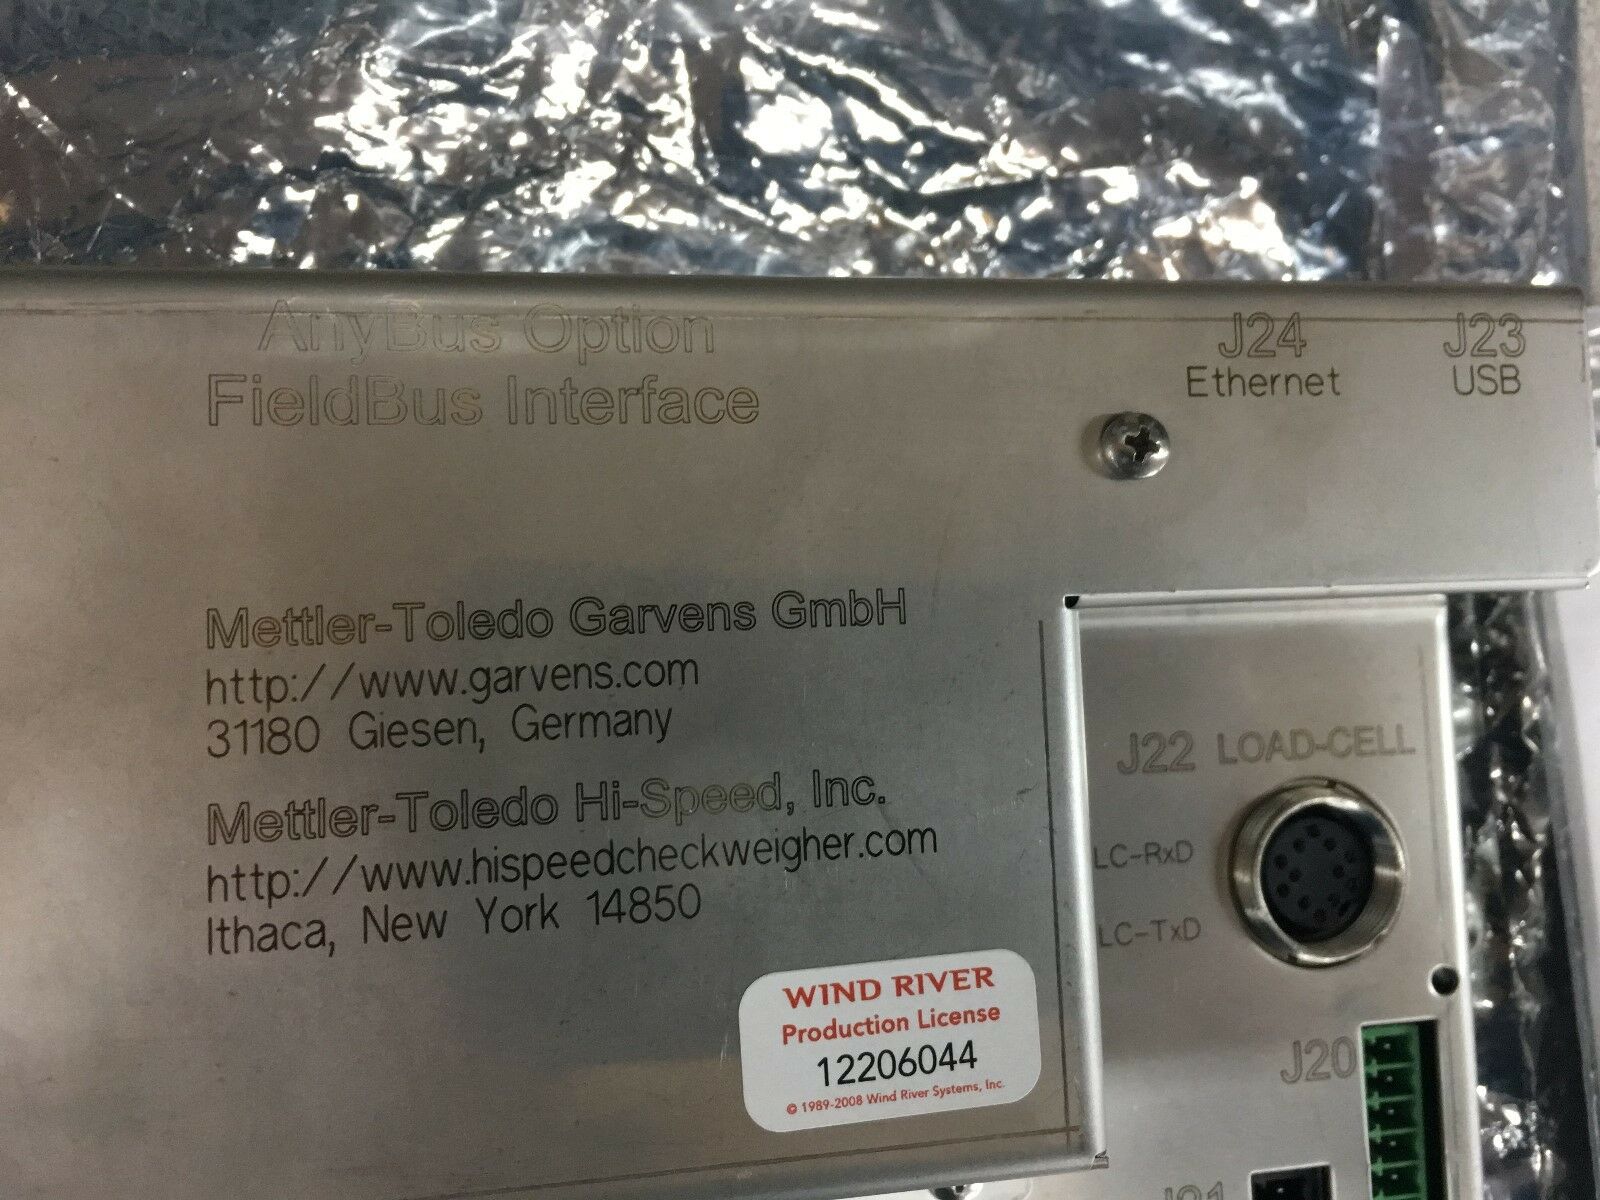 AnyBus Option
FieldBus Interface
J24
Ethernet
J23
USB
Mettler-Toledo Garvens GmbH
http://www.garvens.com
31180 Giesen, Germany
Mettler-Toledo Hi-Speed, Inc.
http://www.hispeedcheckweigher.com
Ithaca, New York 14850
J22 LOAD-CELL
LC-RxD
LC-TxD
WIND RIVER
Production License
12206044
© 1989-2008 Wind River Systems, Inc.
J20